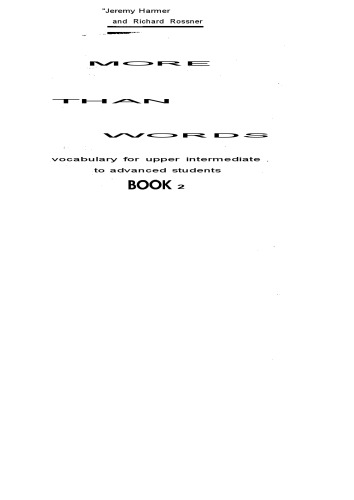 "Jeremy Harmer
and Richard Rossner
MORE
THAN
WORDS
vocabulary for upper intermediate
to advanced students
BOOK 2